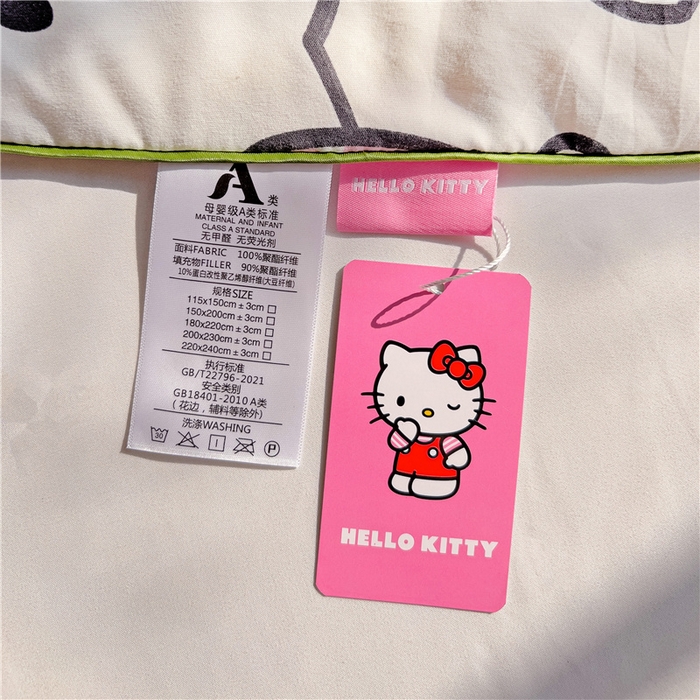 A类
母婴级A类标准
MATERNAL AND INFANT
CLASS A STANDARD
无甲醛 无荧光剂
面料FABRIC 100%聚酯纤维
填充物FILLER 90%聚酯纤维
10%蛋白改性聚乙烯醇纤维(大豆纤维)
规格SIZE
115x150cm±3cm□
150x200cm±3cm□
180x220cm±3cm□
200x230cm±3cm□
220x240cm±3cm□
执行标准
GB/T22796-2021
安全类别
GB18401-2010 A类
(花边，辅料等除外)
洗涤WASHING
30
P
HELLO KITTY
HELLO KITTY